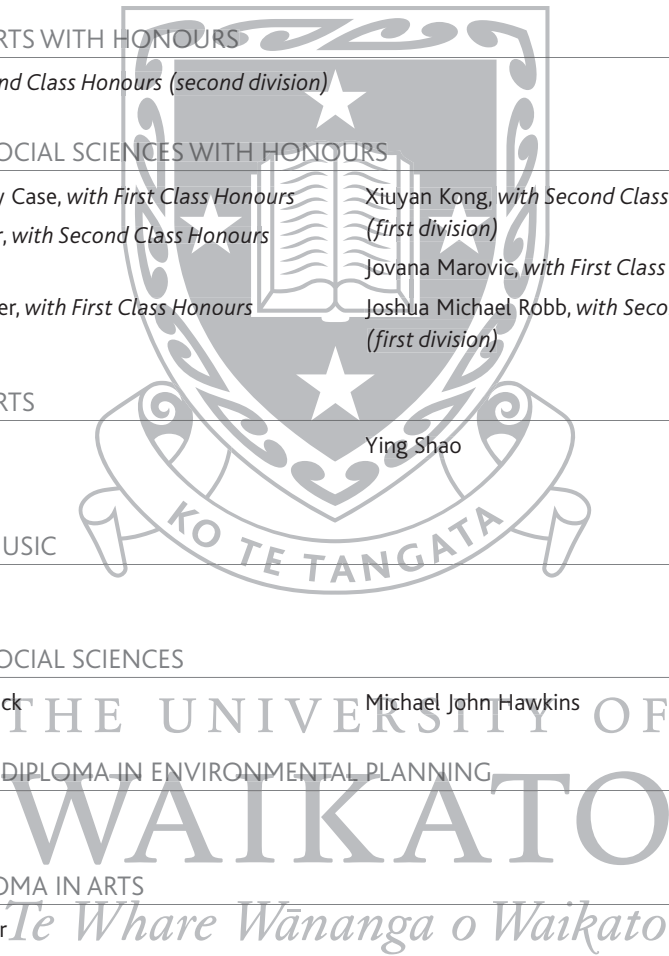 RTS WITH HONOURS
nd Class Honours (second division)
OCIAL SCIENCES WITH HONOURS
y Case, with First Class Honours
r, with Second Class Honours
er, with First Class Honours
Xiuyan Kong, with Second Class
(first division)
Jovana Marovic, with First Class
Joshua Michael Robb, with Seco
(first division)
RTS
Ying Shao
KO TE TANGATA
USIC
OCIAL SCIENCES
ck
Michael John Hawkins
THE UNIVERSITY OF
DIPLOMA IN ENVIRONMENTAL PLANNING
WAIKATO
OMA IN ARTS
r
Te Whare Wānanga o Waikato